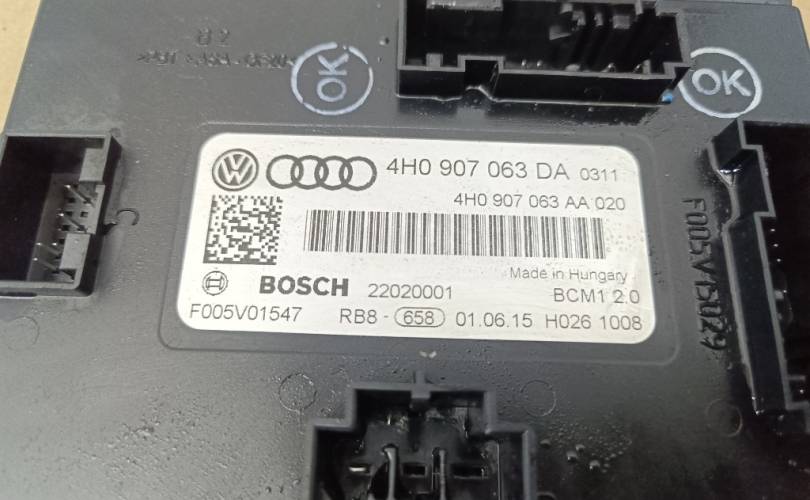 OK
OK
4H0 907 063 DA 0311
4H0 907 063 AA 020
Made in Hungary
BOSCH 22020001 BCM1 2.0
F005V01547 RB8 - 658 01.06.15 H026 1008
F005V15029
C